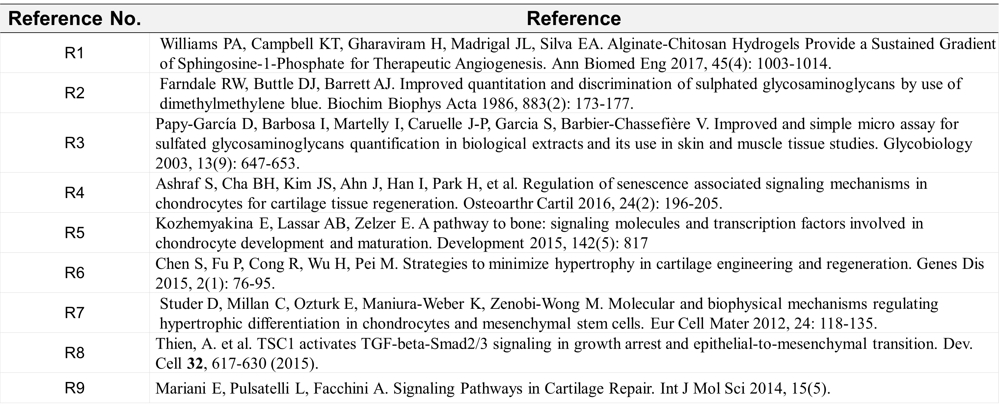 Reference No. Reference
R1
Williams PA, Campbell KT, Gharaviram H, Madrigal JL, Silva EA. Alginate-Chitosan Hydrogels Provide a Sustained Gradient
of Sphingosine-1-Phosphate for Therapeutic Angiogenesis. Ann Biomed Eng 2017, 45(4): 1003-1014.
R2
Farndale RW, Buttle DJ, Barrett AJ. Improved quantitation and discrimination of sulphated glycosaminoglycans by use of
dimethylmethylene blue. Biochim Biophys Acta 1986, 883(2): 173-177.
R3
Papy-García D, Barbosa I, Martelly I, Caruelle J-P, Garcia S, Barbier-Chassefière V. Improved and simple micro assay for
sulfated glycosaminoglycans quantification in biological extracts and its use in skin and muscle tissue studies. Glycobiology
2003, 13(9): 647-653.
R4
Ashraf S, Cha BH, Kim JS, Ahn J, Han I, Park H, et al. Regulation of senescence associated signaling mechanisms in
chondrocytes for cartilage tissue regeneration. Osteoarthr Cartil 2016, 24(2): 196-205.
R5
Kozhemyakina E, Lassar AB, Zelzer E. A pathway to bone: signaling molecules and transcription factors involved in
chondrocyte development and maturation. Development 2015, 142(5): 817
R6
Chen S, Fu P, Cong R, Wu H, Pei M. Strategies to minimize hypertrophy in cartilage engineering and regeneration. Genes Dis
2015, 2(1): 76-95.
R7
Studer D, Millan C, Ozturk E, Maniura-Weber K, Zenobi-Wong M. Molecular and biophysical mechanisms regulating
hypertrophic differentiation in chondrocytes and mesenchymal stem cells. Eur Cell Mater 2012, 24: 118-135.
R8
Thien, A. et al. TSC1 activates TGF-beta-Smad2/3 signaling in growth arrest and epithelial-to-mesenchymal transition. Dev.
Cell 32, 617-630 (2015).
R9
Mariani E, Pulsatelli L, Facchini A. Signaling Pathways in Cartilage Repair. Int J Mol Sci 2014, 15(5).